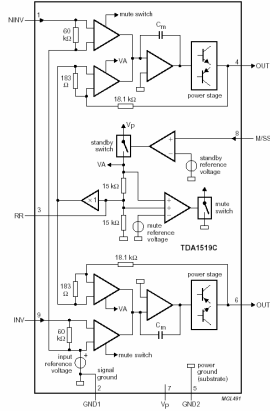 1
NINV
60
kΩ
mute switch
Cm
VA
183
Ω
18.1 kΩ
power stage
4
OUT
Vp
standby
switch
VA
8
M/SS
standby
reference
voltage
15 kΩ
× 1
RR
3
15 kΩ
mute
switch
mute
reference
voltage
TDA1519C
18.1 kΩ
183
Ω
power stage
6
OUT
VA
INV
9
60
kΩ
Cm
mute switch
input
reference
voltage
signal
ground
power
ground
(substrate)
2
7
5
GND1
Vp
GND2
MGL491